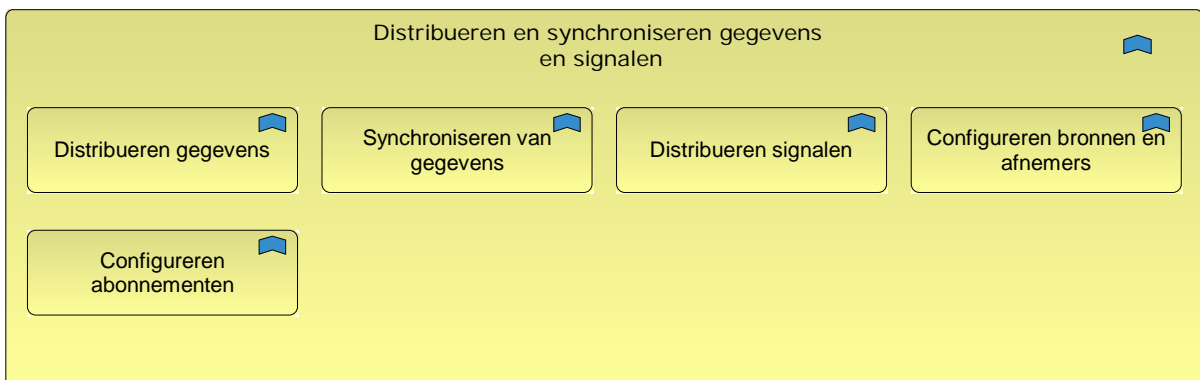 Distribueren en synchroniseren gegevens
en signalen
Distribueren gegevens
Synchroniseren van
gegevens
Distribueren signalen
Configureren bronnen en
afnemers
Configureren
abonnementen